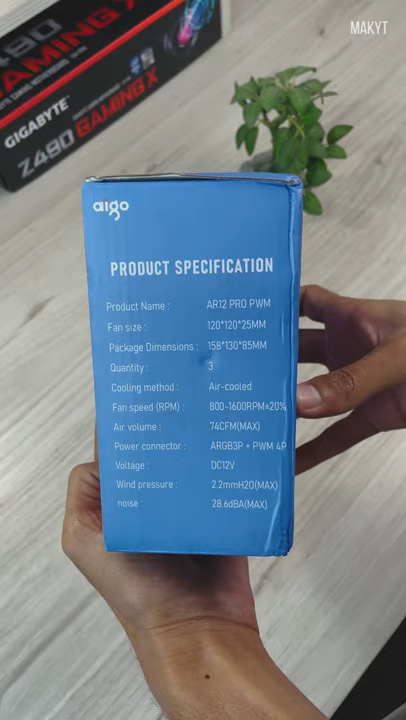 MAKYT
GAMING X
GIGABYTE
Z490 GAMING X
aigo
PRODUCT SPECIFICATION
Product Name : AR12 PRO PWM
Fan size : 120*120*25MM
Package Dimensions : 158*130*85MM
Quantity : 3
Cooling method : Air-cooled
Fan speed (RPM) : 800-1600RPM±20%
Air volume : 74CFM(MAX)
Power connector : ARGB3P + PWM 4P
Voltage : DC12V
Wind pressure : 2.2mmH2O(MAX)
noise : 28.6dBA(MAX)